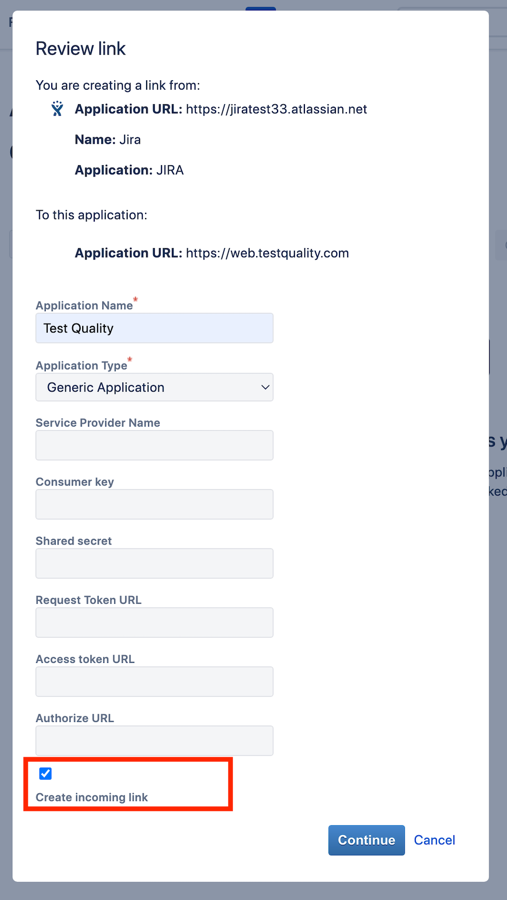 Review link
You are creating a link from:
Application URL: https://jiratest33.atlassian.net
Name: Jira
Application: JIRA
To this application:
Application URL: https://web.testquality.com
Application Name*
Test Quality
Application Type*
Generic Application
Service Provider Name
Consumer key
Shared secret
Request Token URL
Access token URL
Authorize URL
Create incoming link
Continue Cancel